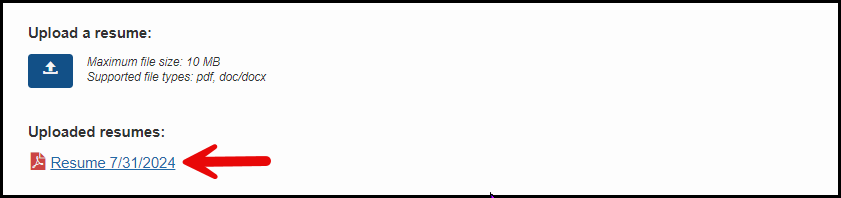 Upload a resume:
Maximum file size: 10 MB
Supported file types: pdf, doc/docx
Uploaded resumes:
Resume 7/31/2024